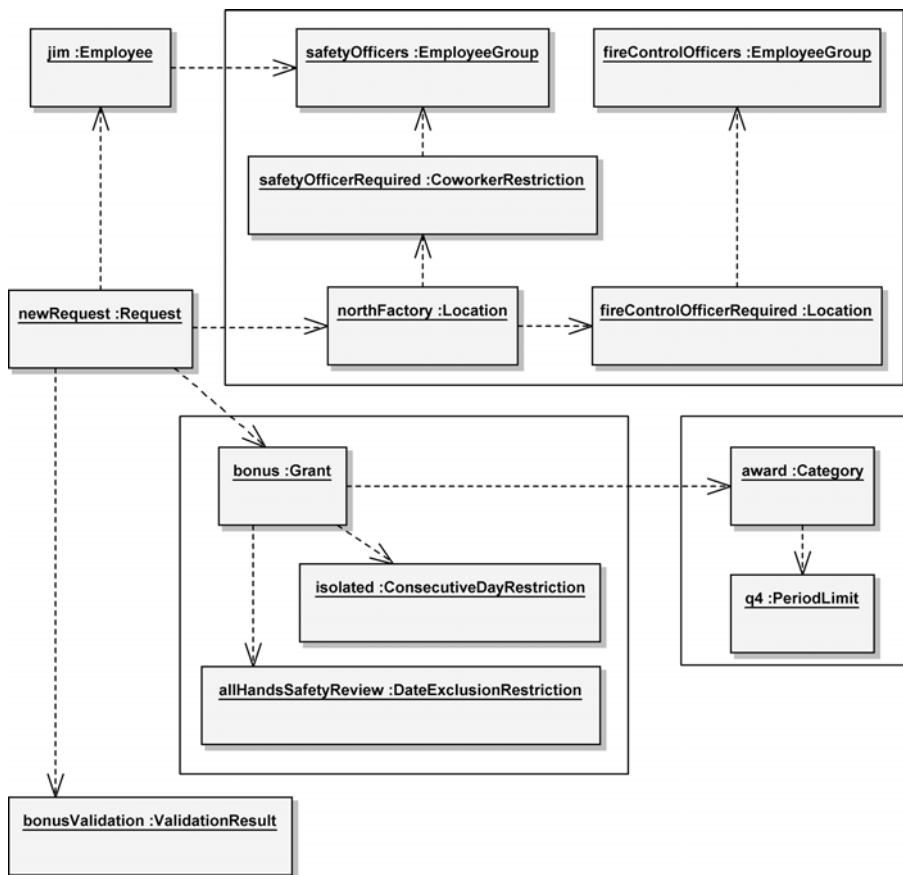 jim :Employee
safetyOfficers :EmployeeGroup
fireControlOfficers :EmployeeGroup
safetyOfficerRequired :CoworkerRestriction
newRequest :Request
northFactory :Location
fireControlOfficerRequired :Location
bonus :Grant
award :Category
isolated :ConsecutiveDayRestriction
q4 :PeriodLimit
allHandsSafetyReview :DateExclusionRestriction
bonusValidation :ValidationResult